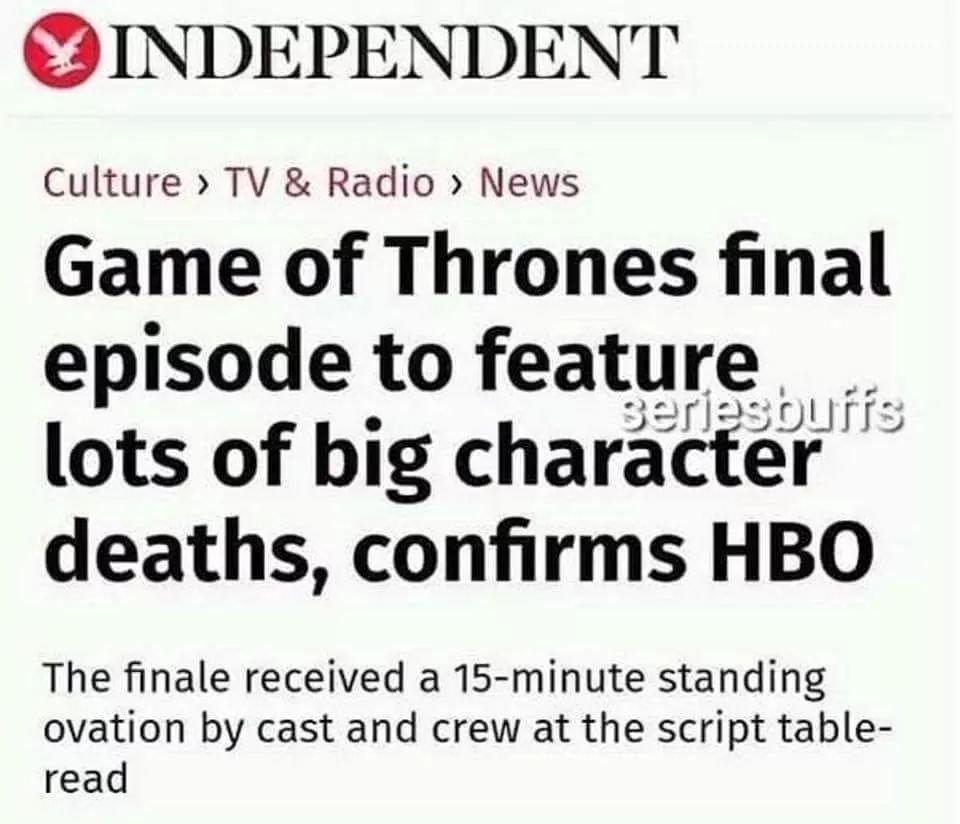 INDEPENDENT
Culture › TV & Radio › News
Game of Thrones final
episode to feature
seriesbuffs
lots of big character
deaths, confirms HBO
The finale received a 15-minute standing
ovation by cast and crew at the script table-
read